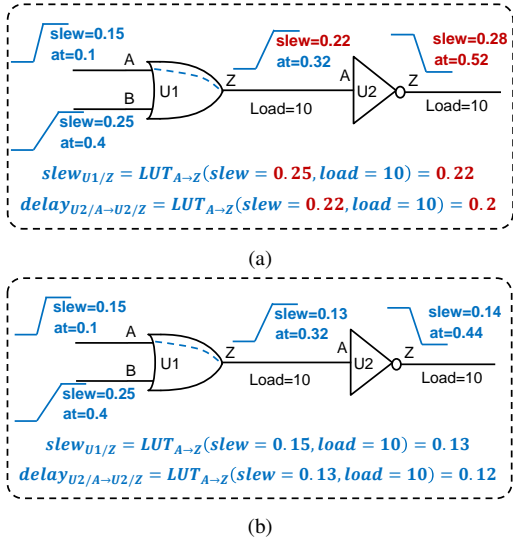 slew=0.15
at=0.1
A
B
U1
Z
slew=0.25
at=0.4
slew=0.22
at=0.32
Load=10
A
U2
Z
slew=0.28
at=0.52
Load=10
slew_{U1/Z} = LUT_{A→Z}(slew = 0.25, load = 10) = 0.22
delay_{U2/A→U2/Z} = LUT_{A→Z}(slew = 0.22, load = 10) = 0.2
(a)
slew=0.15
at=0.1
A
B
U1
Z
slew=0.25
at=0.4
slew=0.13
at=0.32
Load=10
A
U2
Z
slew=0.14
at=0.44
Load=10
slew_{U1/Z} = LUT_{A→Z}(slew = 0.15, load = 10) = 0.13
delay_{U2/A→U2/Z} = LUT_{A→Z}(slew = 0.13, load = 10) = 0.12
(b)